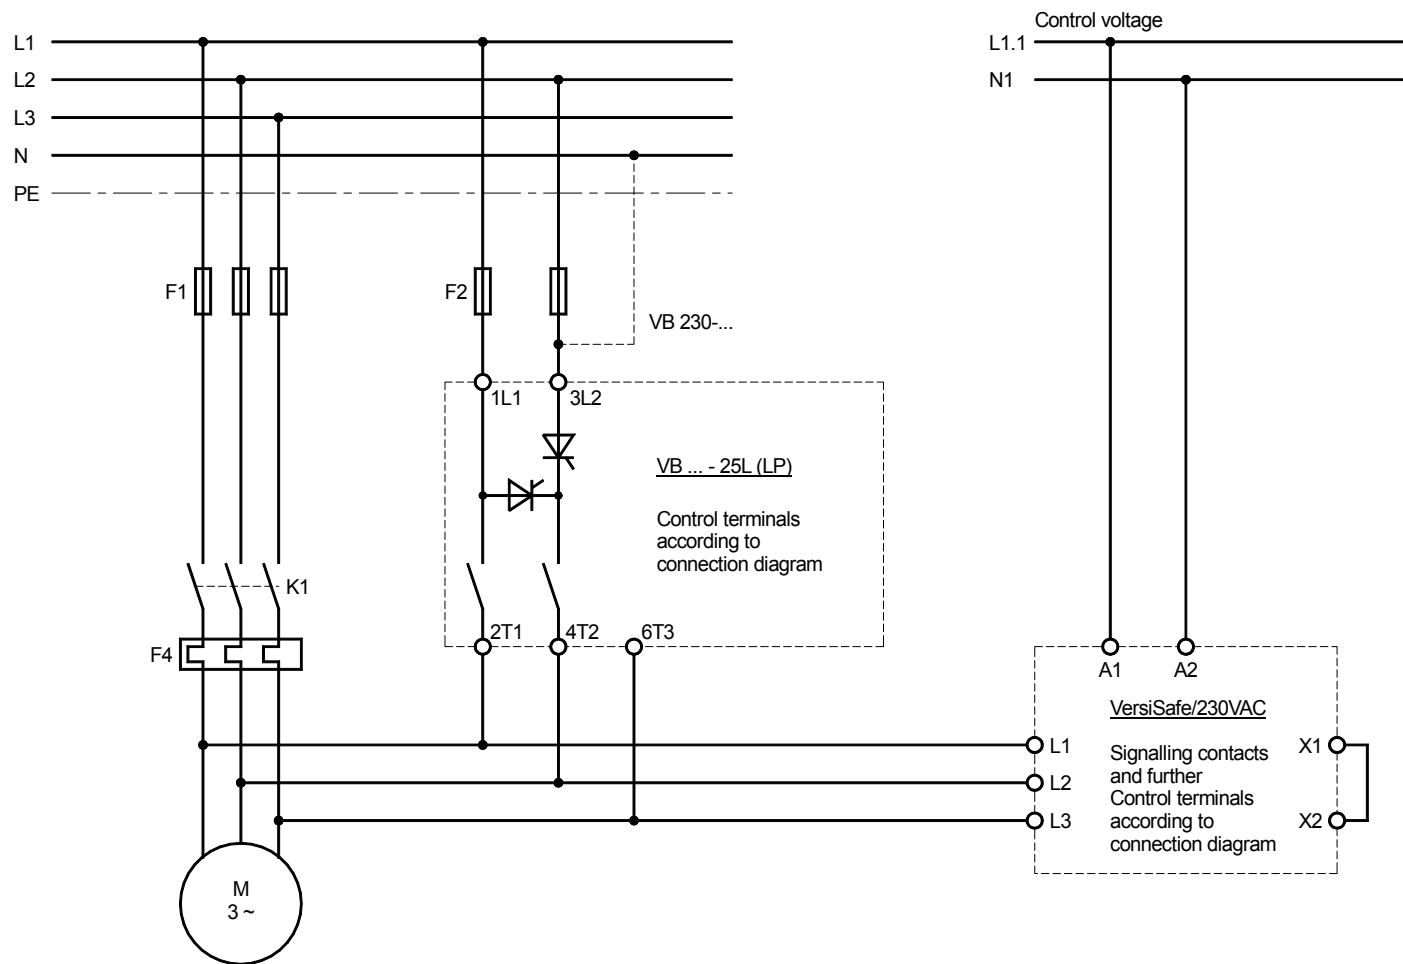 Control voltage
L1
L1.1
L2
N1
L3
N
PE
F1
F2
VB 230-...
1L1
3L2
VB ... - 25L (LP)
Control terminals
according to
connection diagram
K1
2T1
4T2
6T3
F4
A1
A2
VersiSafe/230VAC
L1
L2
L3
Signalling contacts
and further
Control terminals
according to
connection diagram
X1
X2
M
3 ~